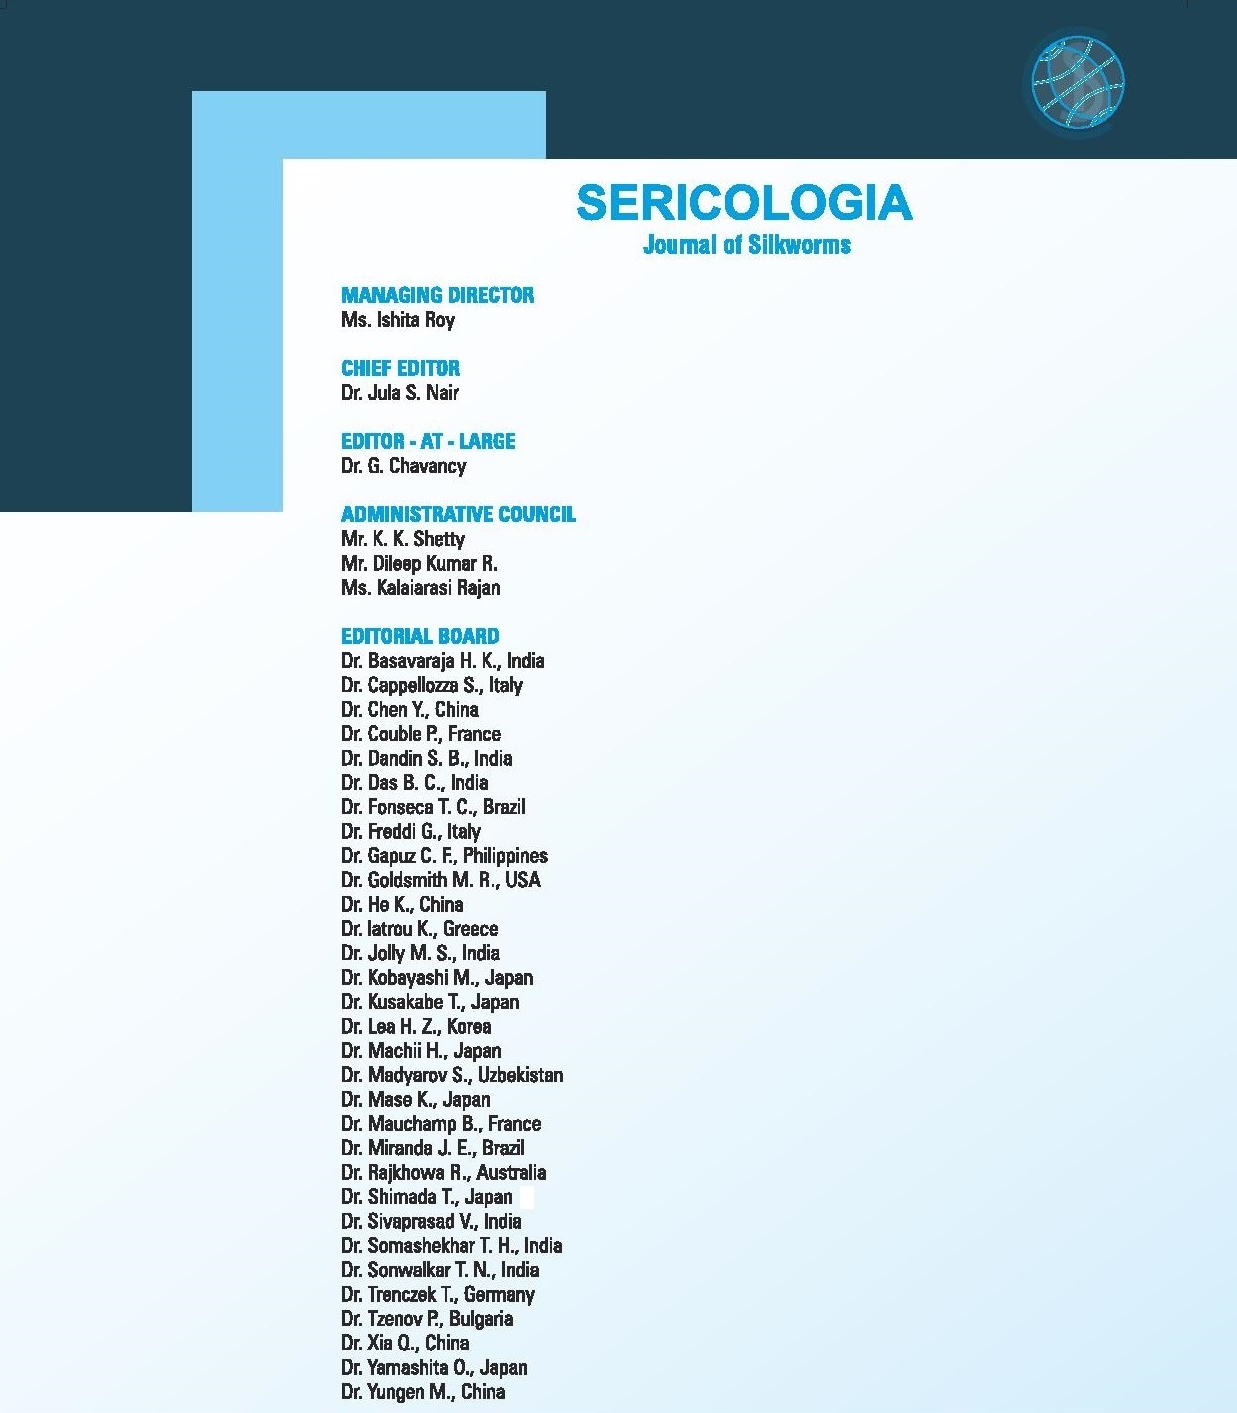 SERICOLOGIA
Journal of Silkworms
MANAGING DIRECTOR
Ms. Ishita Roy
CHIEF EDITOR
Dr. Jula S. Nair
EDITOR - AT - LARGE
Dr. G. Chavancy
ADMINISTRATIVE COUNCIL
Mr. K. K. Shetty
Mr. Dileep Kumar R.
Ms. Kalaiarasi Rajan
EDITORIAL BOARD
Dr. Basavaraja H. K., India
Dr. Cappellozza S., Italy
Dr. Chen Y., China
Dr. Couble P., France
Dr. Dandin S. B., India
Dr. Das B. C., India
Dr. Fonseca T. C., Brazil
Dr. Freddi G., Italy
Dr. Gapuz C. F., Philippines
Dr. Goldsmith M. R., USA
Dr. He K., China
Dr. Iatrou K., Greece
Dr. Jolly M. S., India
Dr. Kobayashi M., Japan
Dr. Kusakabe T., Japan
Dr. Lea H. Z., Korea
Dr. Machii H., Japan
Dr. Madyarov S., Uzbekistan
Dr. Mase K., Japan
Dr. Mauchamp B., France
Dr. Miranda J. E., Brazil
Dr. Rajkhowa R., Australia
Dr. Shimada T., Japan
Dr. Sivaprasad V., India
Dr. Somashekhar T. H., India
Dr. Sonwalkar T. N., India
Dr. Trenczek T., Germany
Dr. Tzenov P., Bulgaria
Dr. Xia Q., China
Dr. Yamashita O., Japan
Dr. Yungen M., China